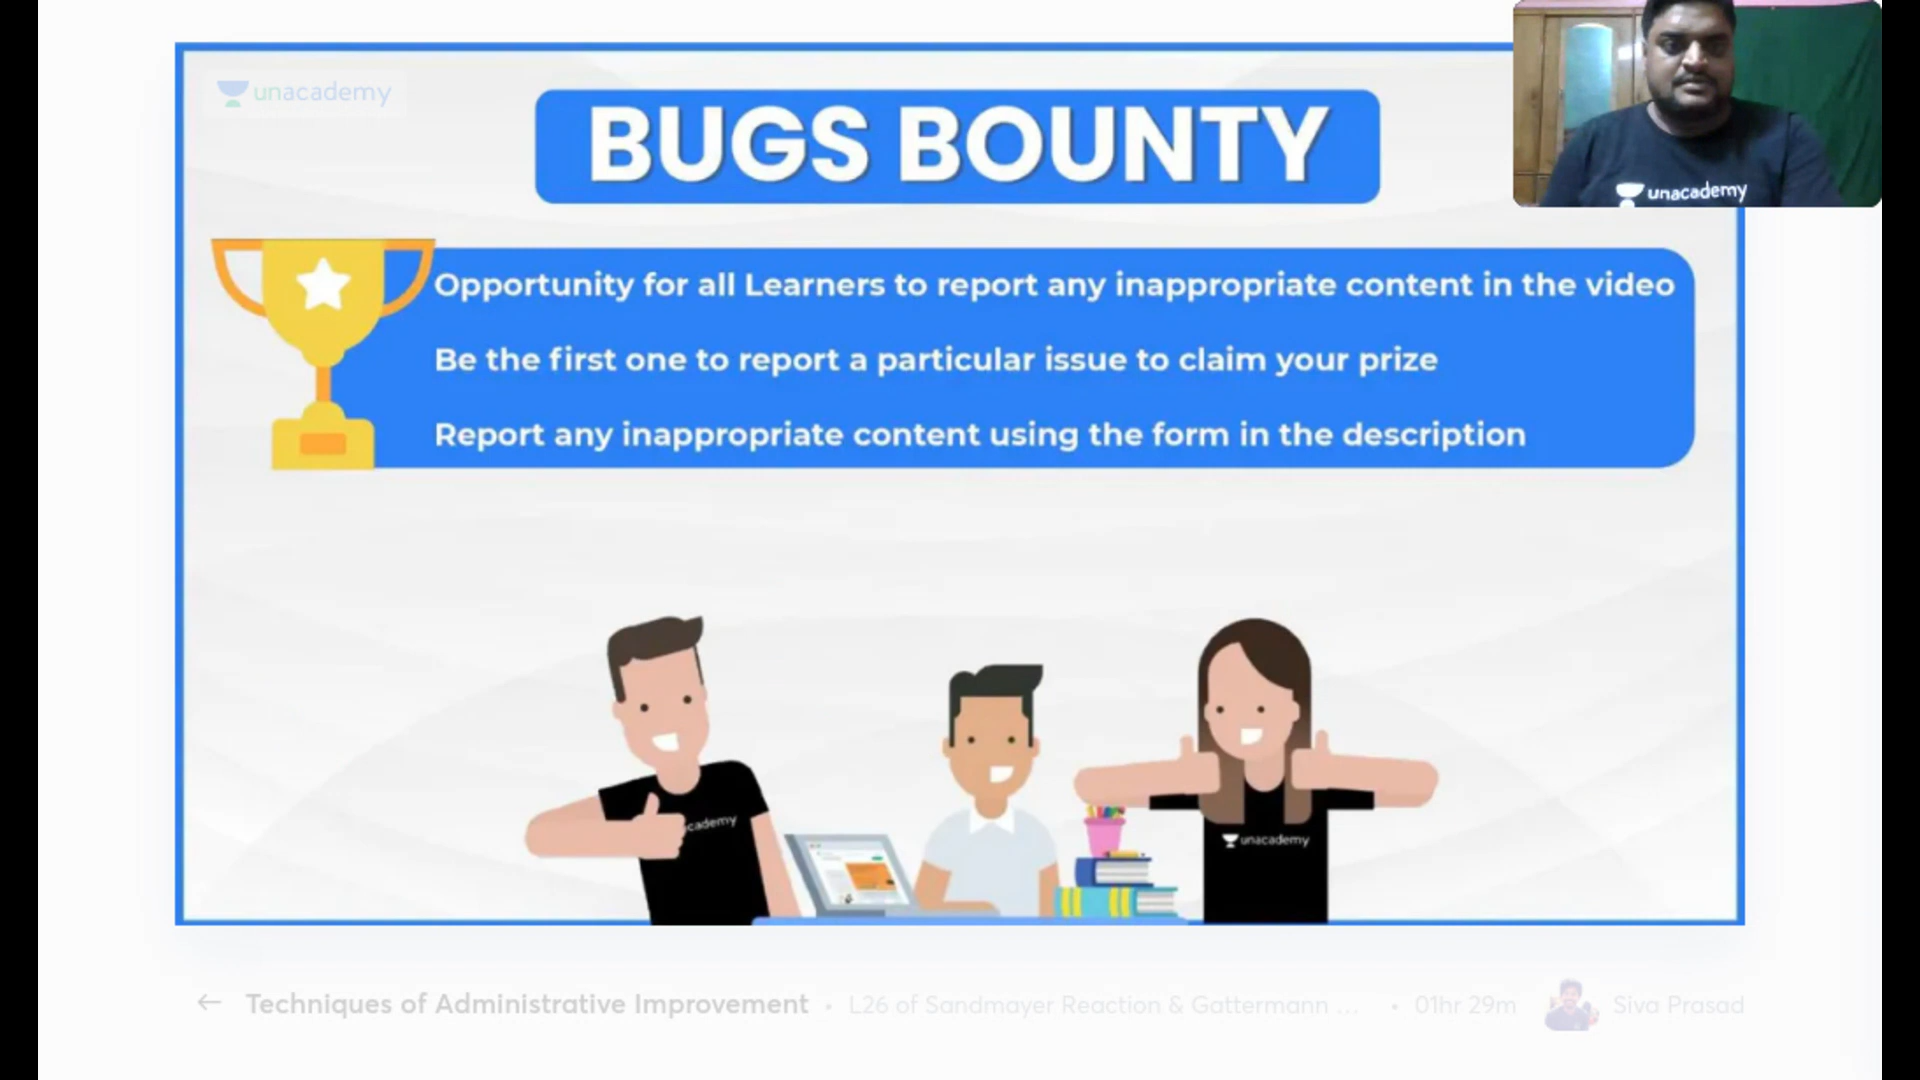 unacademy
BUGS BOUNTY
unacademy
Opportunity for all Learners to report any inappropriate content in the video
Be the first one to report a particular issue to claim your prize
Report any inappropriate content using the form in the description
cademy
unacademy
Techniques of Administrative Improvement • L26 of Sandmayer Reaction & Gattermann ... • 01hr 29m Siva Prasad